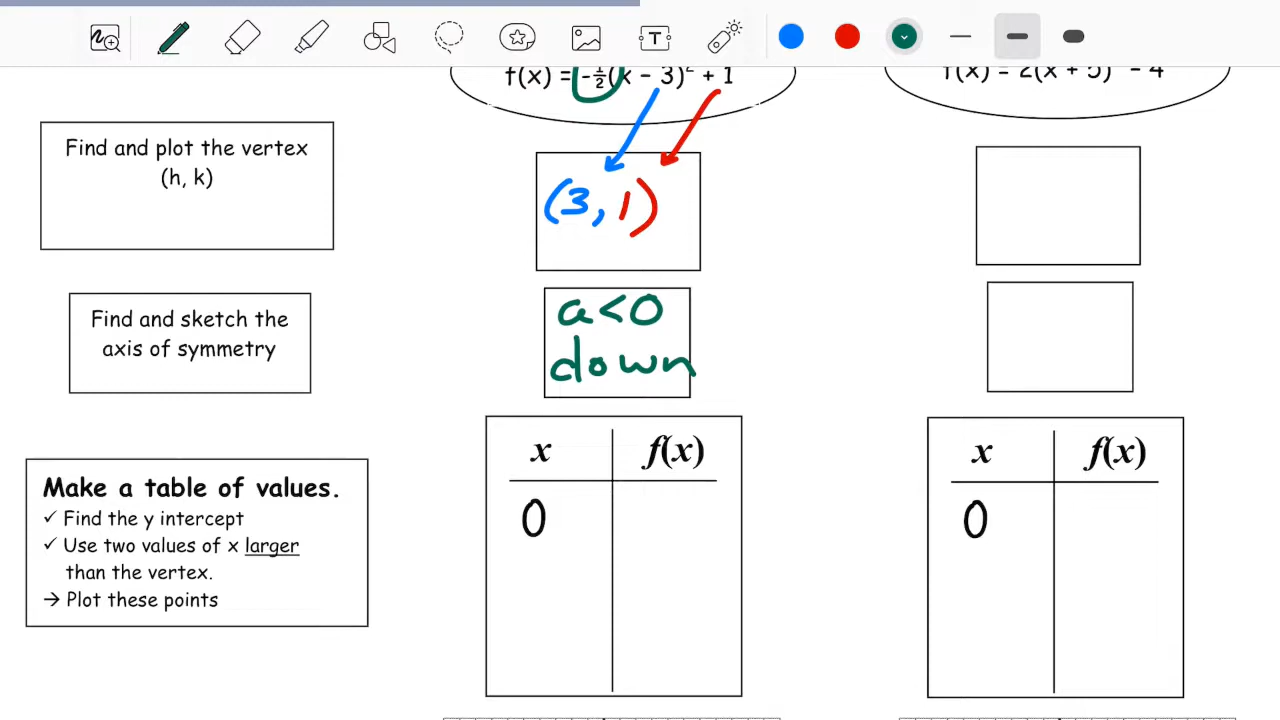 f(x) = -½(x - 3)² + 1
f(x) = 2(x + 5)² - 4
Find and plot the vertex
(h, k)
(3, 1)
Find and sketch the
axis of symmetry
a<0
down
Make a table of values.
✓ Find the y intercept
✓ Use two values of x larger
than the vertex.
→ Plot these points
x f(x)
0
x f(x)
0
T